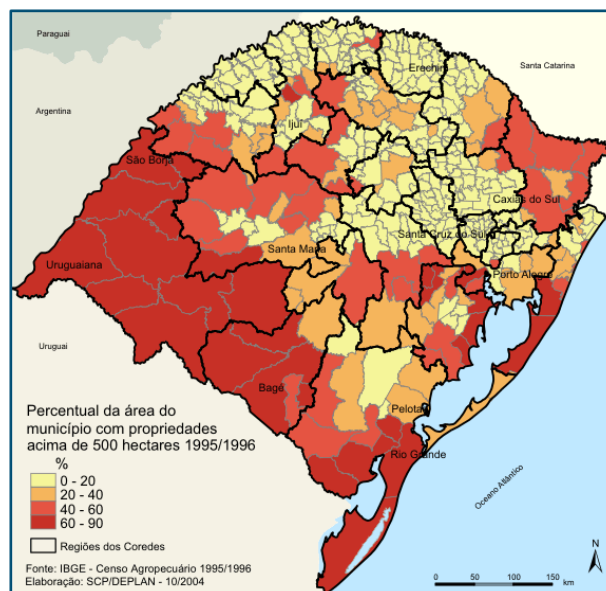 Paraguai
Santa Catarina
Erechim
Argentina
Ijuí
São Borja
Caxias do Sul
Santa Cruz do Sul
Santa Maria
Uruguaiana
Porto Alegre
Uruguai
Bagé
Pelotas
Rio Grande
Oceano Atlântico
Percentual da área do
município com propriedades
acima de 500 hectares 1995/1996
%
0 - 20
20 - 40
40 - 60
60 - 90
Regiões dos Coredes
Fonte: IBGE - Censo Agropecuário 1995/1996
Elaboração: SCP/DEPLAN - 10/2004
N
0 50 100 150
km